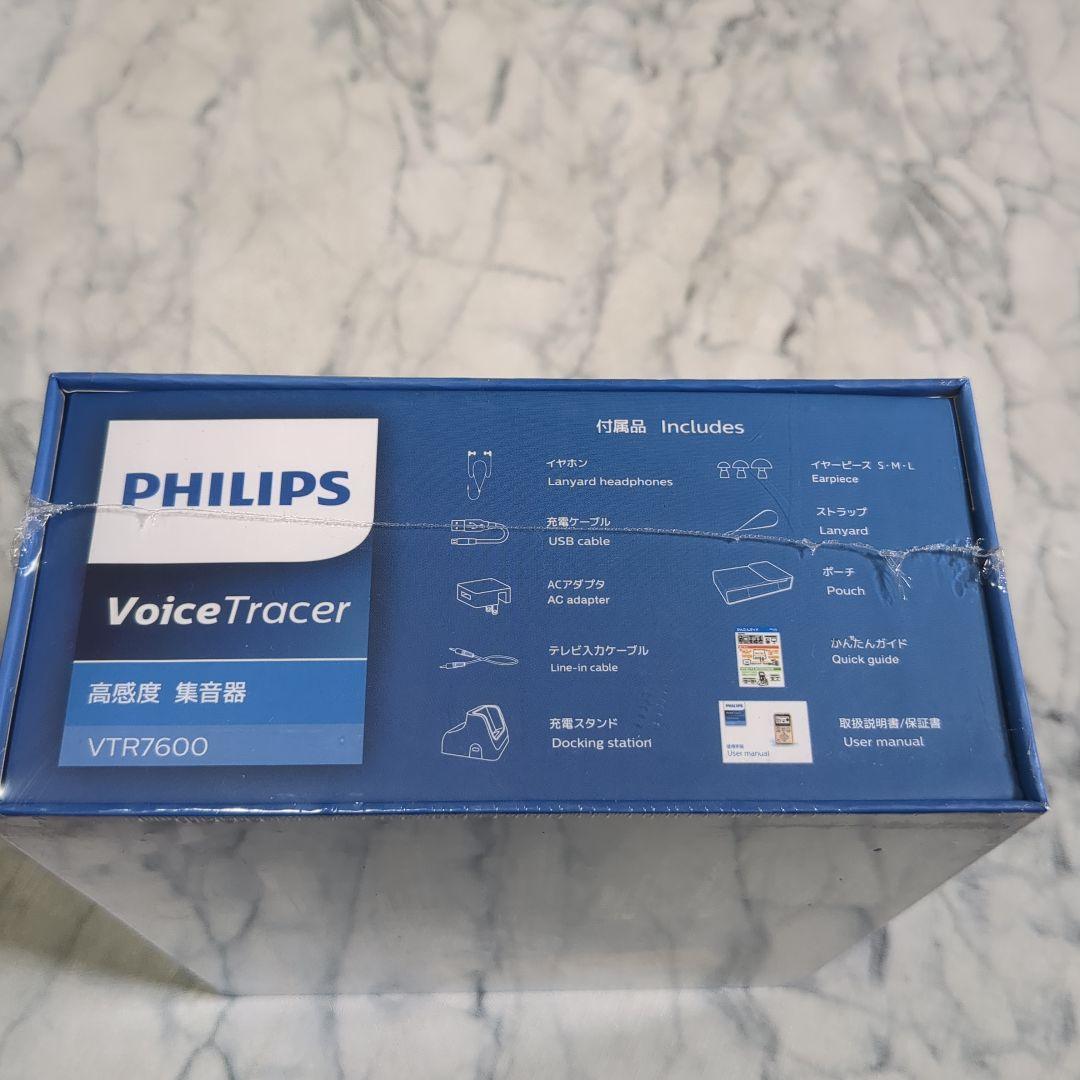 PHILIPS
VoiceTracer
高感度 集音器
VTR7600
付属品 Includes
イヤホン
Lanyard headphones
充電ケーブル
USB cable
ACアダプタ
AC adapter
テレビ入力ケーブル
Line-in cable
充電スタンド
Docking station
イヤーピース S・M・L
Earpiece
ストラップ
Lanyard
ポーチ
Pouch
かんたんガイド
Quick guide
PHILIPS
User manual
取扱説明書/保証書
User manual